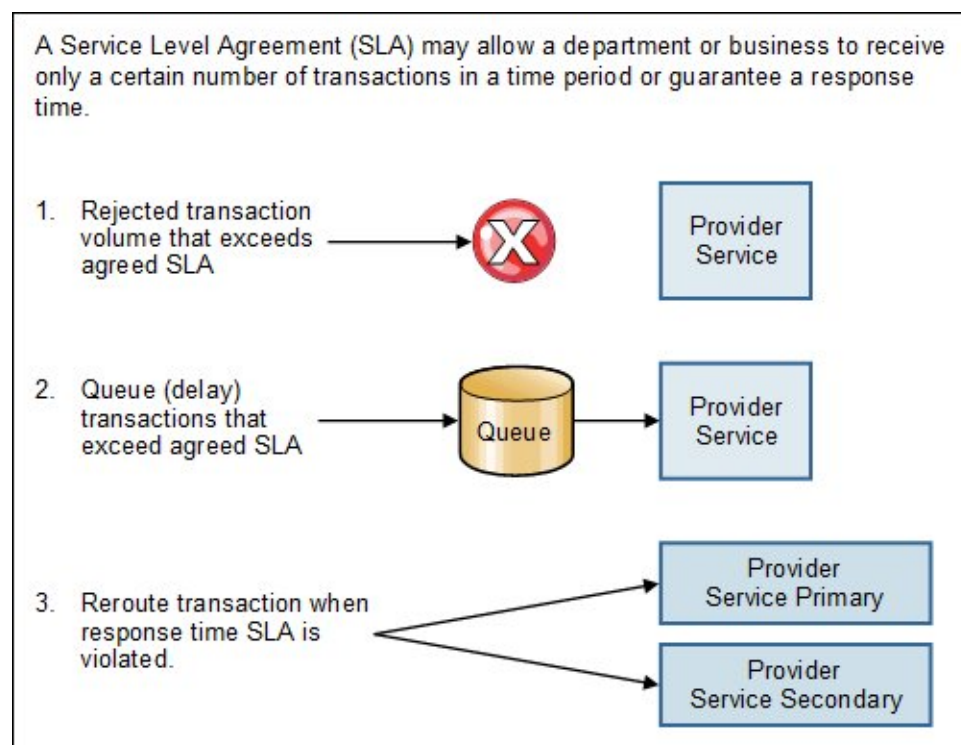 A Service Level Agreement (SLA) may allow a department or business to receive
only a certain number of transactions in a time period or guarantee a response
time.
1. Rejected transaction
volume that exceeds
agreed SLA
X
Provider
Service
2. Queue (delay)
transactions that
exceed agreed SLA
Queue
Provider
Service
3. Reroute transaction when
response time SLA is
violated.
Provider
Service Primary
Provider
Service Secondary